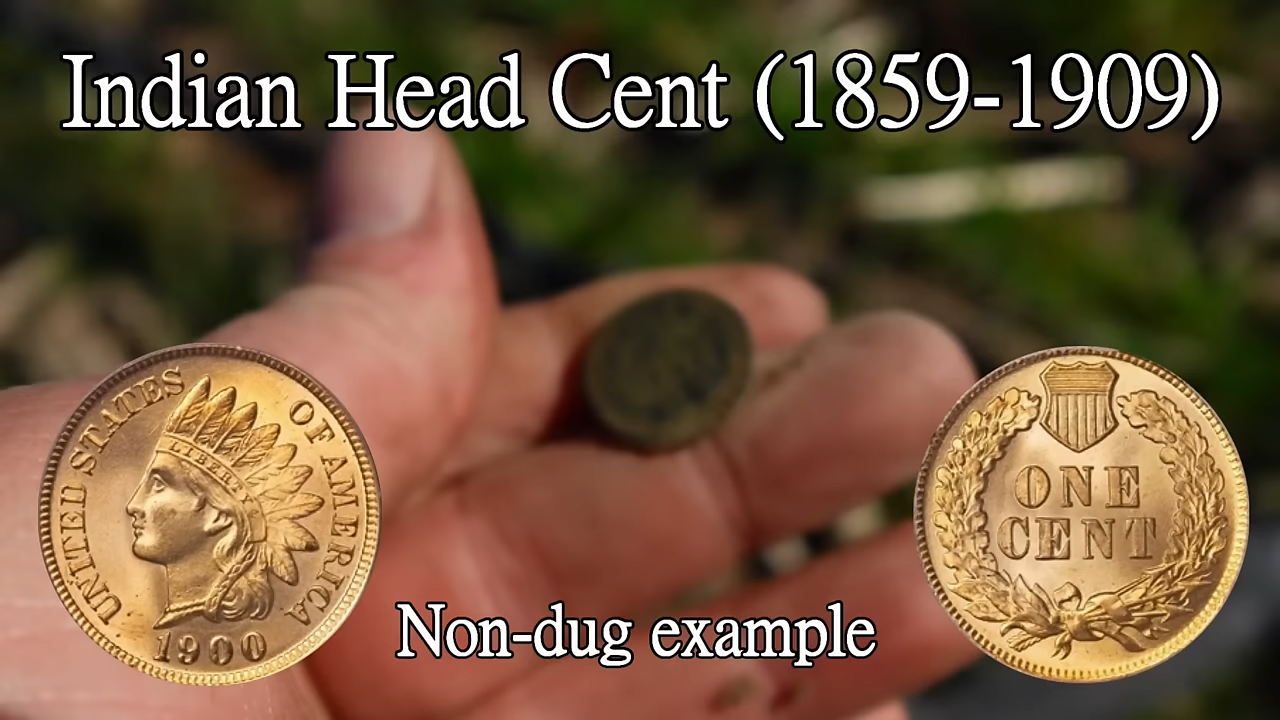 Indian Head Cent (1859-1909)
UNITED STATES OF AMERICA
LIBERTY
1900
ONE
CENT
Non-dug example